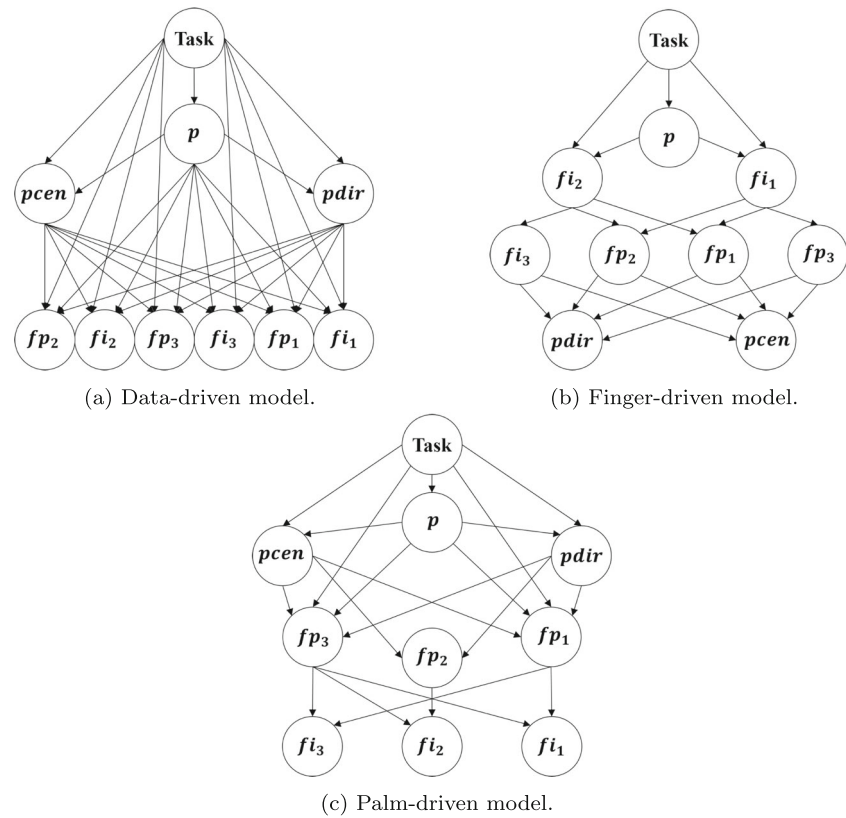 Task
p
pcen pdir
fp₂ fi₂ fp₃ fi₃ fp₁ fi₁
(a) Data-driven model.
Task
p
fi₂ fi₁
fi₃ fp₂ fp₁ fp₃
pdir pcen
(b) Finger-driven model.
Task
p
pcen pdir
fp₃ fp₂ fp₁
fi₃ fi₂ fi₁
(c) Palm-driven model.